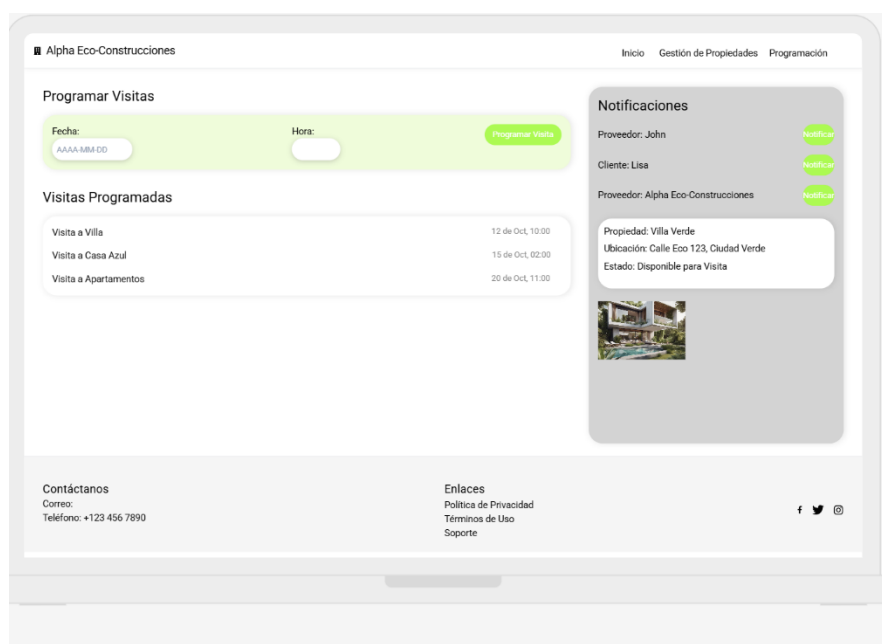 Alpha Eco-Construcciones
Inicio Gestión de Propiedades Programación
Programar Visitas
Fecha:
AAAA-MM-DD
Hora:
Programar Visita
Visitas Programadas
Visita a Villa 12 de Oct, 10:00
Visita a Casa Azul 15 de Oct, 02:00
Visita a Apartamentos 20 de Oct, 11:00
Notificaciones
Proveedor: John Notificar
Cliente: Lisa Notificar
Proveedor: Alpha Eco-Construcciones Notificar
Propiedad: Villa Verde
Ubicación: Calle Eco 123, Ciudad Verde
Estado: Disponible para Visita
Contáctanos
Correo:
Teléfono: +123 456 7890
Enlaces
Política de Privacidad
Términos de Uso
Soporte